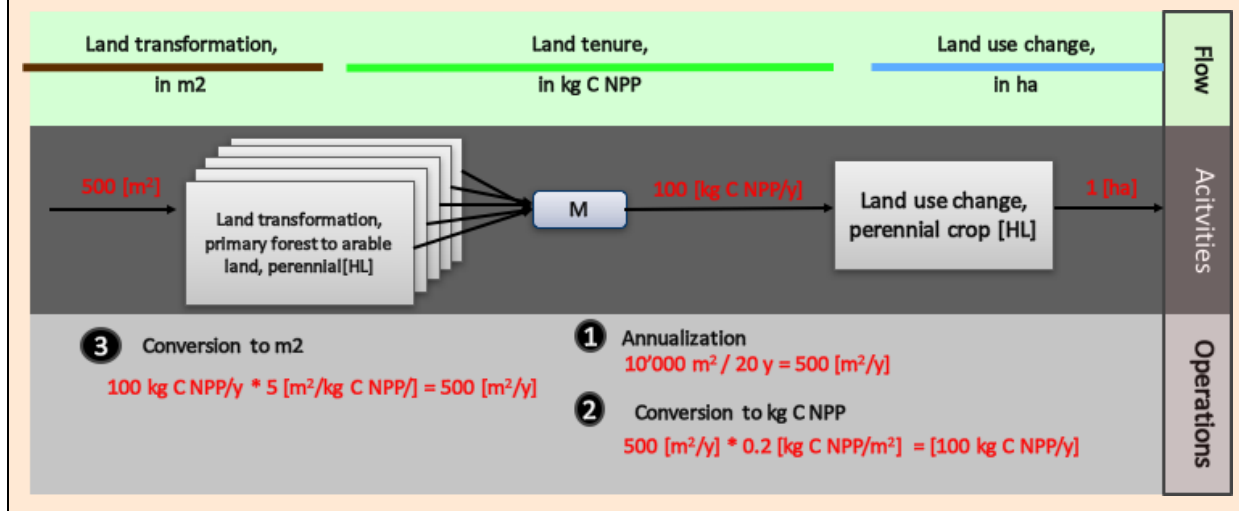 Land transformation,
in m2
Land tenure,
in kg C NPP
Land use change,
in ha
Flow
500 [m²]
Land transformation,
primary forest to arable
land, perennial[HL]
M
100 [kg C NPP/y]
Land use change,
perennial crop [HL]
1 [ha]
Acitvities
3 Conversion to m2
100 kg C NPP/y * 5 [m²/kg C NPP/] = 500 [m²/y]
1 Annualization
10'000 m² / 20 y = 500 [m²/y]
2 Conversion to kg C NPP
500 [m²/y] * 0.2 [kg C NPP/m²] = [100 kg C NPP/y]
Operations